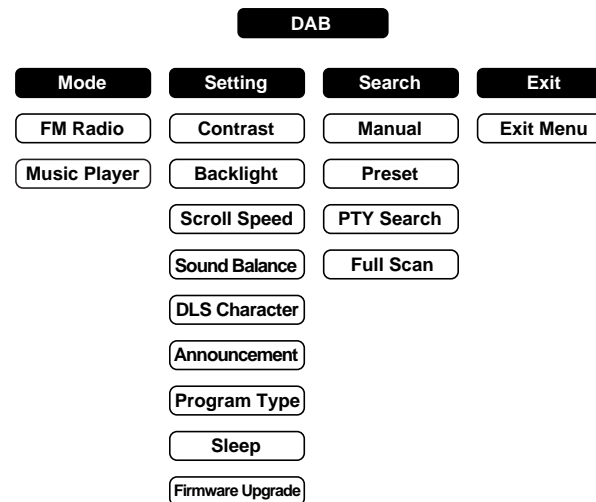 DAB
Mode
Setting
Search
Exit
FM Radio
Contrast
Manual
Exit Menu
Music Player
Backlight
Preset
Scroll Speed
PTY Search
Sound Balance
Full Scan
DLS Character
Announcement
Program Type
Sleep
Firmware Upgrade